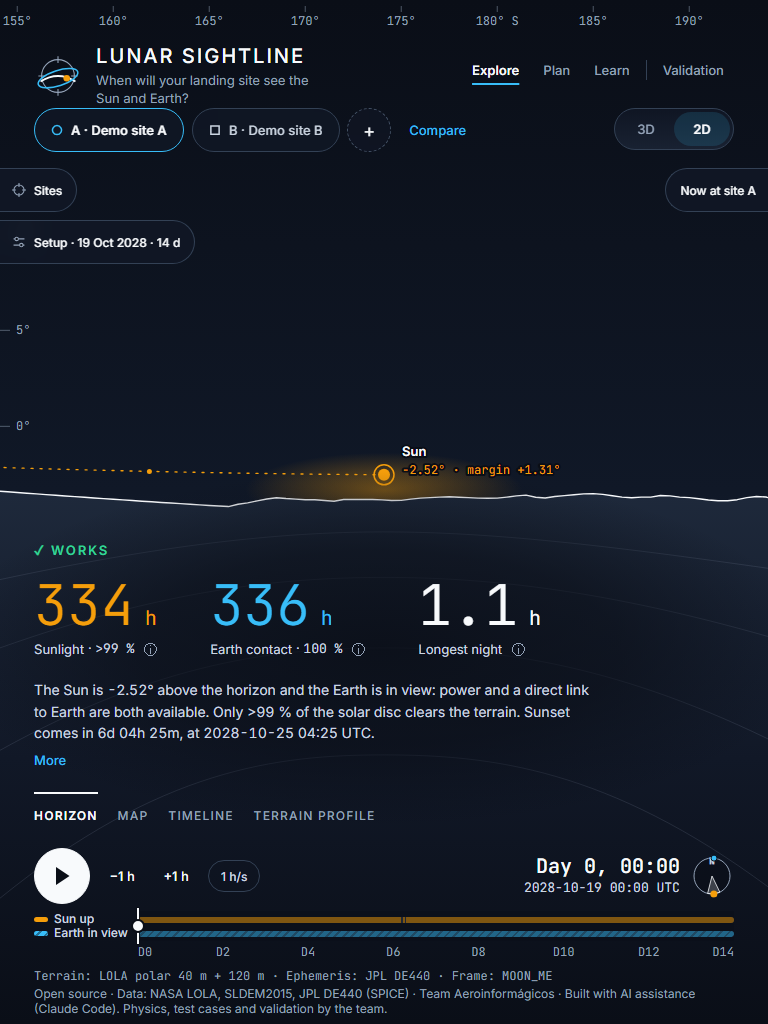 155° 160° 165° 170° 175° 180° S 185° 190°
LUNAR SIGHTLINE
When will your landing site see the
Sun and Earth?
Explore Plan Learn Validation
A · Demo site A B · Demo site B + Compare 3D 2D
Sites Now at site A
Setup · 19 Oct 2028 · 14 d
5°
0°
Sun
-2.52° · margin +1.31°
✓ WORKS
334 h 336 h 1.1 h
Sunlight · >99 % ⓘ Earth contact · 100 % ⓘ Longest night ⓘ
The Sun is -2.52° above the horizon and the Earth is in view: power and a direct link
to Earth are both available. Only >99 % of the solar disc clears the terrain. Sunset
comes in 6d 04h 25m, at 2028-10-25 04:25 UTC.
More
HORIZON MAP TIMELINE TERRAIN PROFILE
−1 h +1 h 1 h/s Day 0, 00:00
2028-10-19 00:00 UTC
N
Sun up
Earth in view
D0 D2 D4 D6 D8 D10 D12 D14
Terrain: LOLA polar 40 m + 120 m · Ephemeris: JPL DE440 · Frame: MOON_ME
Open source · Data: NASA LOLA, SLDEM2015, JPL DE440 (SPICE) · Team Aeroinformágicos · Built with AI assistance
(Claude Code). Physics, test cases and validation by the team.